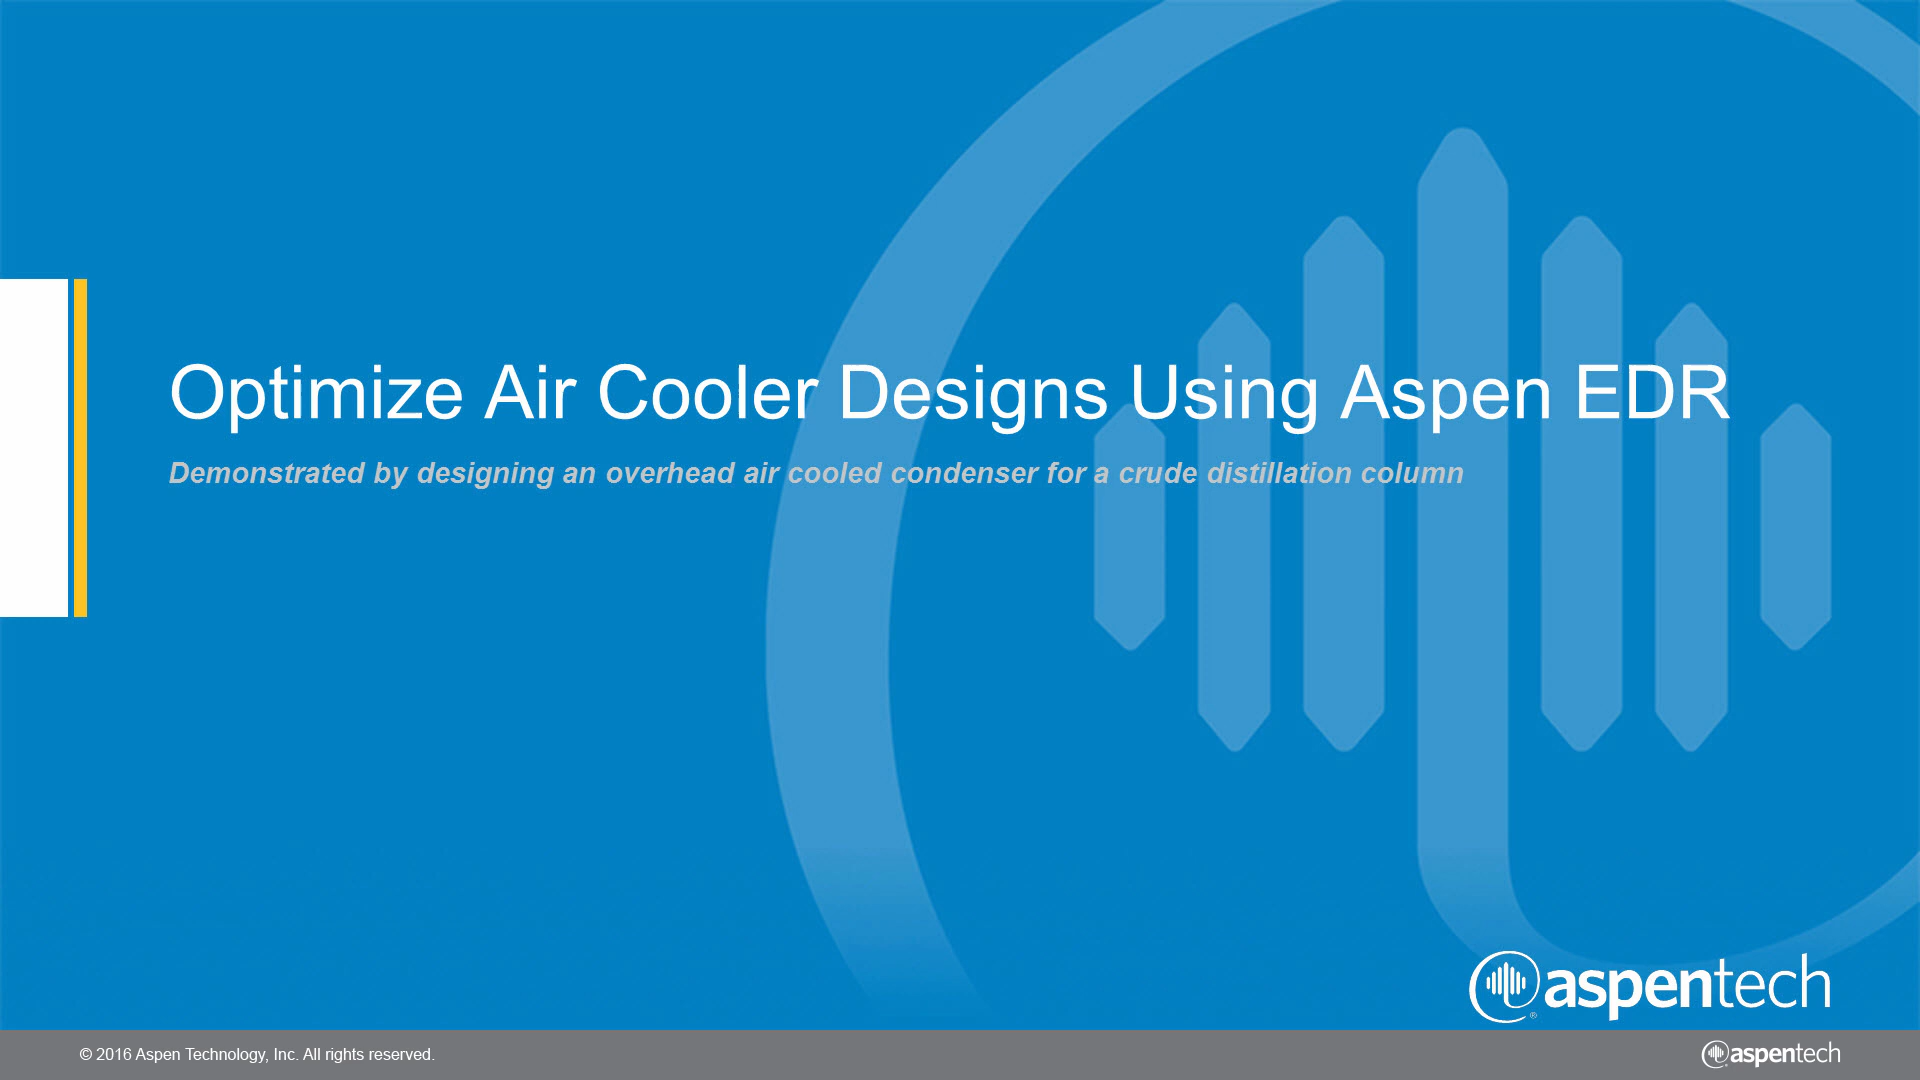 Optimize Air Cooler Designs Using Aspen EDR
Demonstrated by designing an overhead air cooled condenser for a crude distillation column
aspentech
®
© 2016 Aspen Technology, Inc. All rights reserved.
aspentech